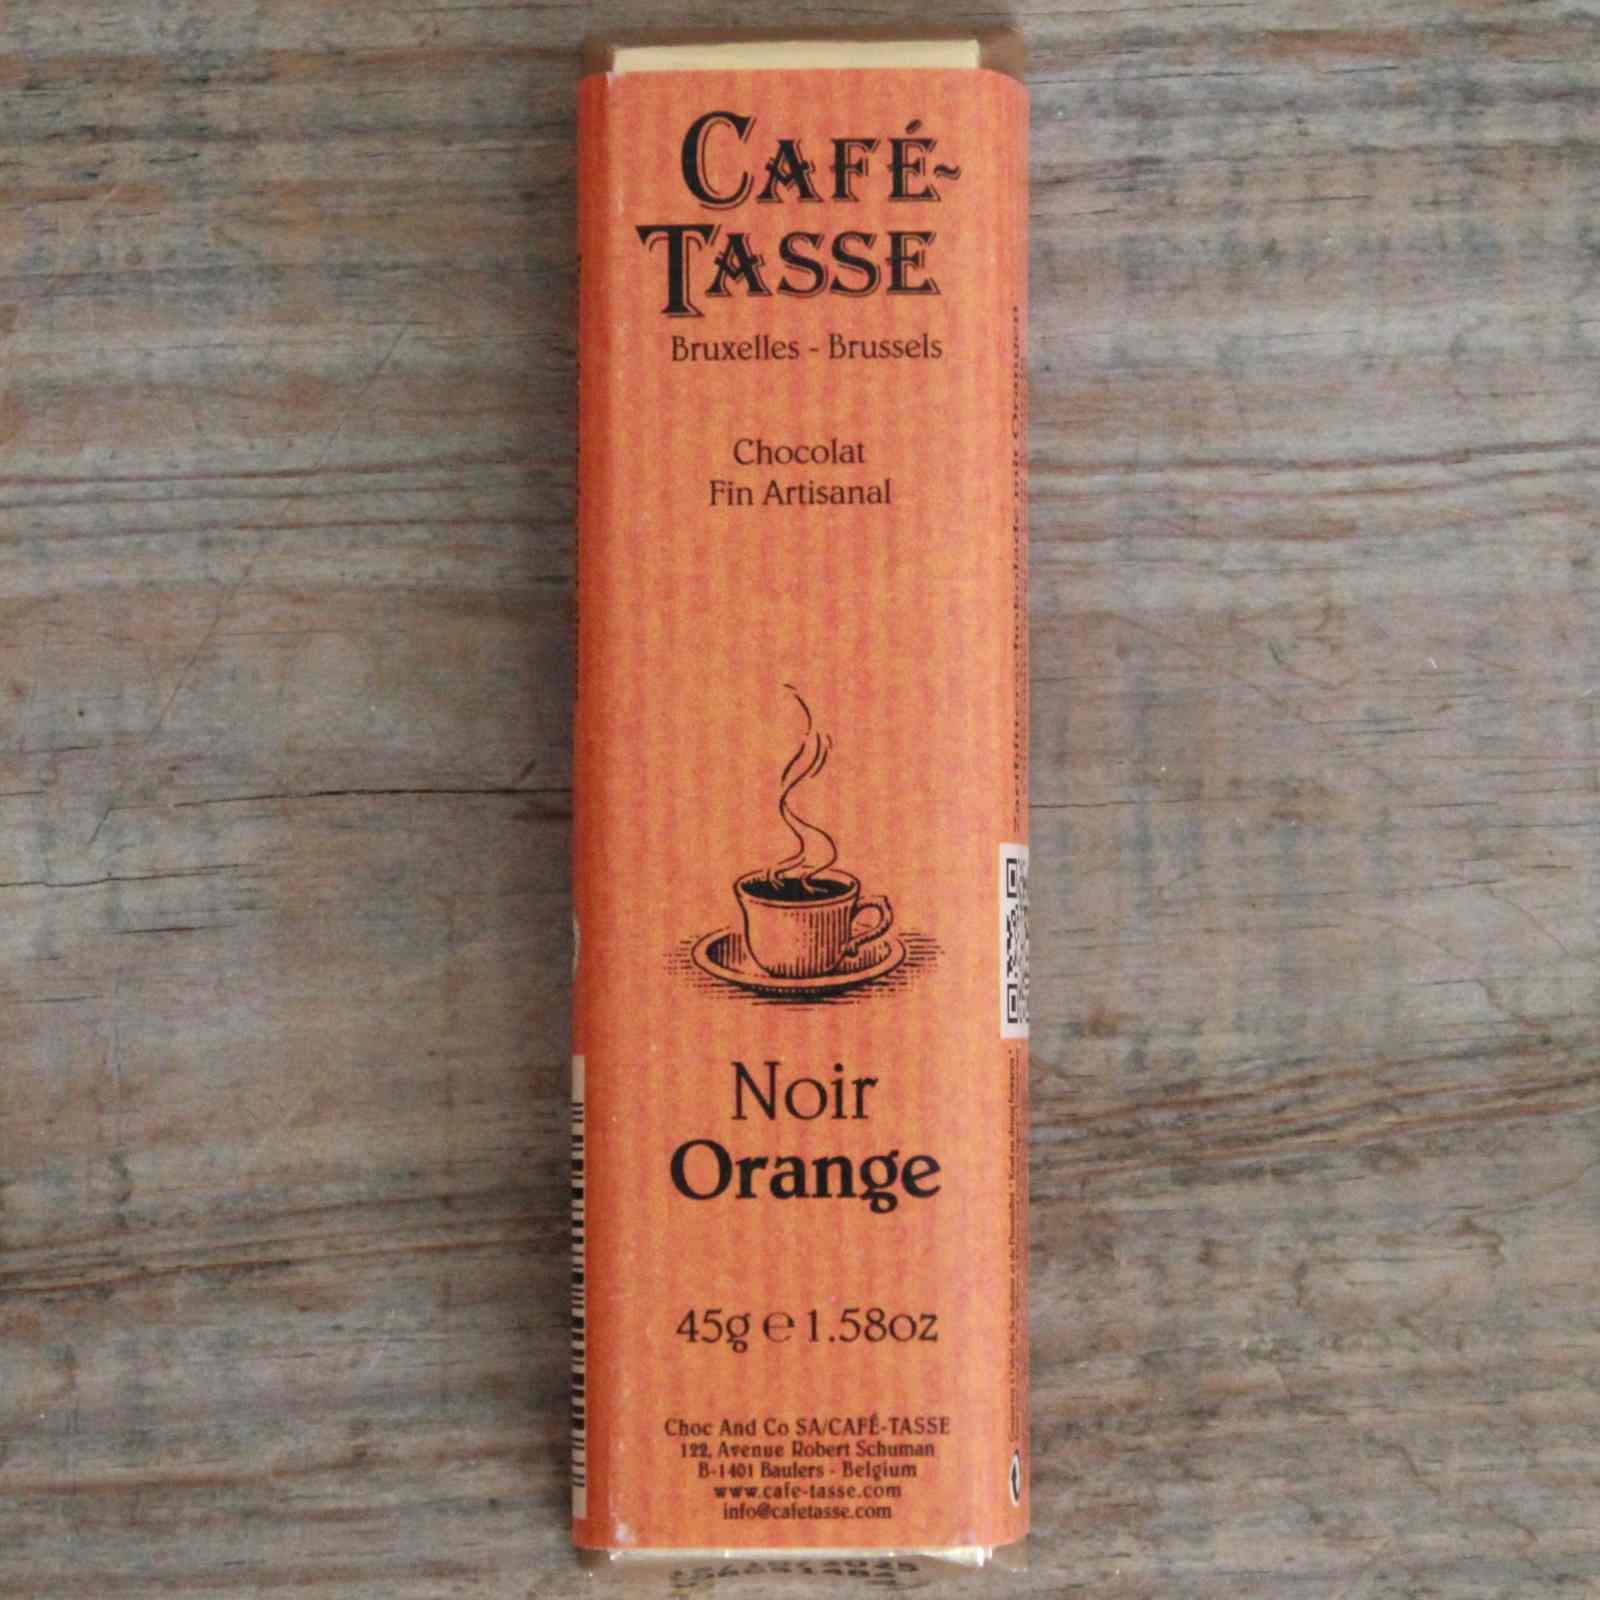 CAFÉ-
TASSE
Bruxelles - Brussels
Chocolat
Fin Artisanal
Noir
Orange
45g ℮ 1.58oz
Choc And Co SA/CAFÉ-TASSE
122, Avenue Robert Schuman
B-1401 Baulers - Belgium
www.cafe-tasse.com
info@cafetasse.com